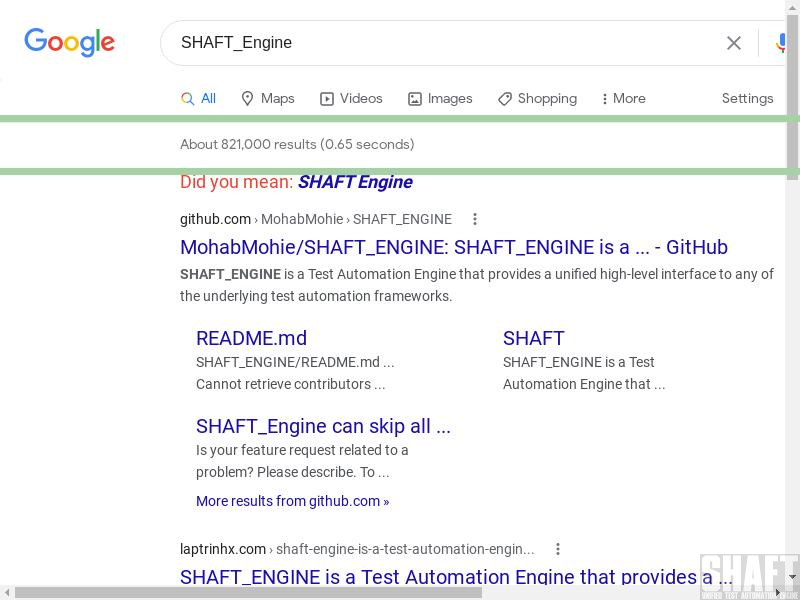 Google
SHAFT_Engine
All Maps Videos Images Shopping More Settings
About 821,000 results (0.65 seconds)
Did you mean: SHAFT Engine
github.com › MohabMohie › SHAFT_ENGINE
MohabMohie/SHAFT_ENGINE: SHAFT_ENGINE is a ... - GitHub
SHAFT_ENGINE is a Test Automation Engine that provides a unified high-level interface to any of
the underlying test automation frameworks.
README.md
SHAFT_ENGINE/README.md ...
Cannot retrieve contributors ...
SHAFT
SHAFT_ENGINE is a Test
Automation Engine that ...
SHAFT_Engine can skip all ...
Is your feature request related to a
problem? Please describe. To ...
More results from github.com »
laptrinhx.com › shaft-engine-is-a-test-automation-engin...
SHAFT_ENGINE is a Test Automation Engine that provides a ...
SHAFT
UNIFIED TEST AUTOMATION ENGINE